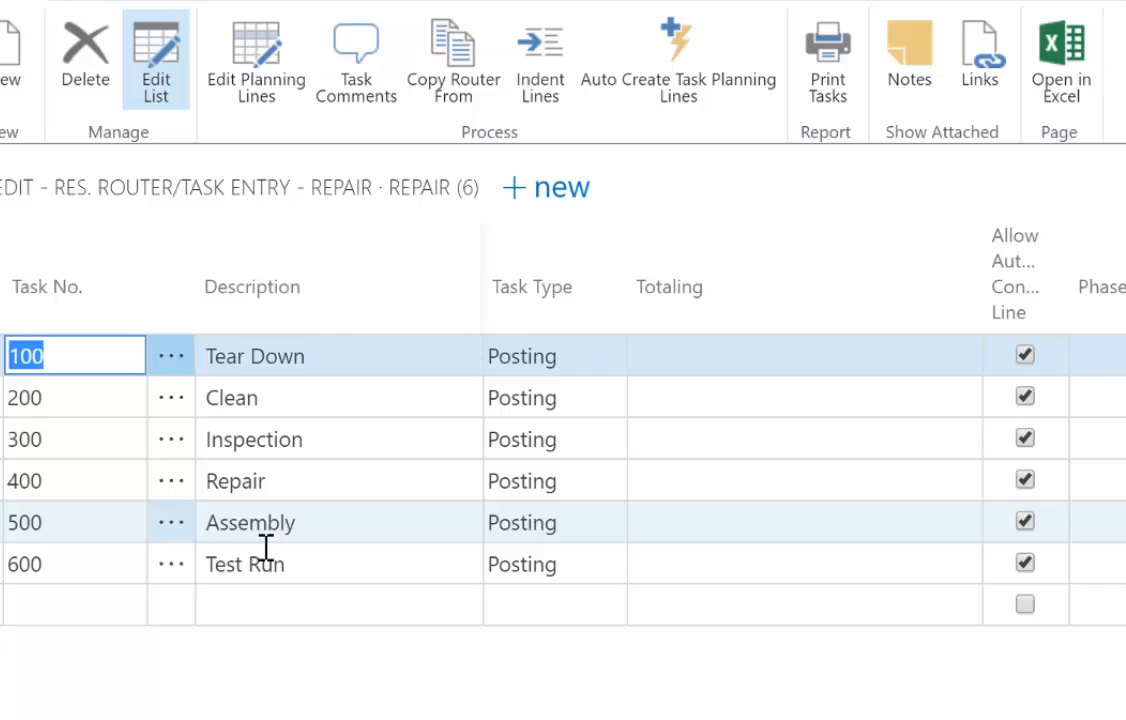 ew Delete Edit List Edit Planning Lines Task Comments Copy Router From Indent Lines Auto Create Task Planning Lines Print Tasks Notes Links Open in Excel
ew Manage Process Report Show Attached Page
EDIT - RES. ROUTER/TASK ENTRY - REPAIR · REPAIR (6) + new
Task No. Description Task Type Totaling Allow Aut... Con... Line Phase
100 ··· Tear Down Posting
200 ··· Clean Posting
300 ··· Inspection Posting
400 ··· Repair Posting
500 ··· Assembly Posting
600 ··· Test Run Posting